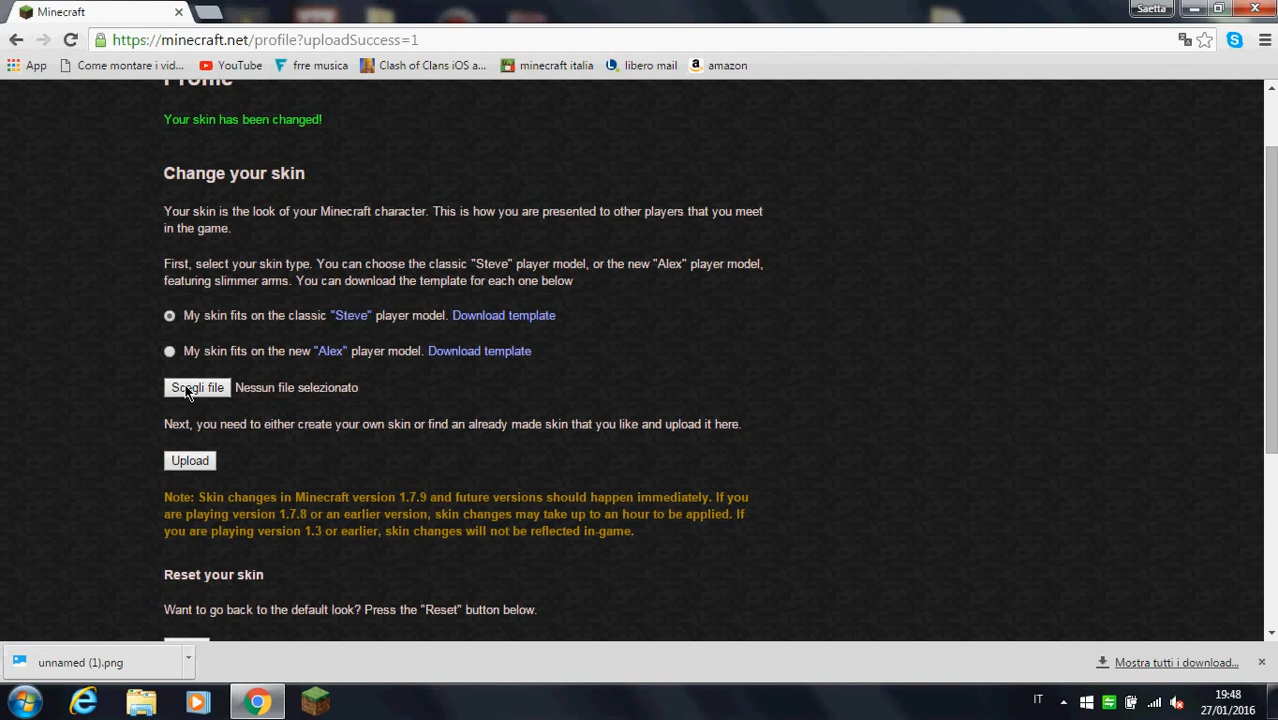 Minecraft
Saetta
https://minecraft.net/profile?uploadSuccess=1
App
Come montare i vid...
YouTube
frre musica
Clash of Clans iOS a...
minecraft italia
libero mail
amazon
Profile
Your skin has been changed!
Change your skin
Your skin is the look of your Minecraft character. This is how you are presented to other players that you meet
in the game.
First, select your skin type. You can choose the classic "Steve" player model, or the new "Alex" player model,
featuring slimmer arms. You can download the template for each one below
My skin fits on the classic "Steve" player model. Download template
My skin fits on the new "Alex" player model. Download template
Scegli file Nessun file selezionato
Next, you need to either create your own skin or find an already made skin that you like and upload it here.
Upload
Note: Skin changes in Minecraft version 1.7.9 and future versions should happen immediately. If you
are playing version 1.7.8 or an earlier version, skin changes may take up to an hour to be applied. If
you are playing version 1.3 or earlier, skin changes will not be reflected in-game.
Reset your skin
Want to go back to the default look? Press the "Reset" button below.
unnamed (1).png
Mostra tutti i download...
IT
19:48
27/01/2016